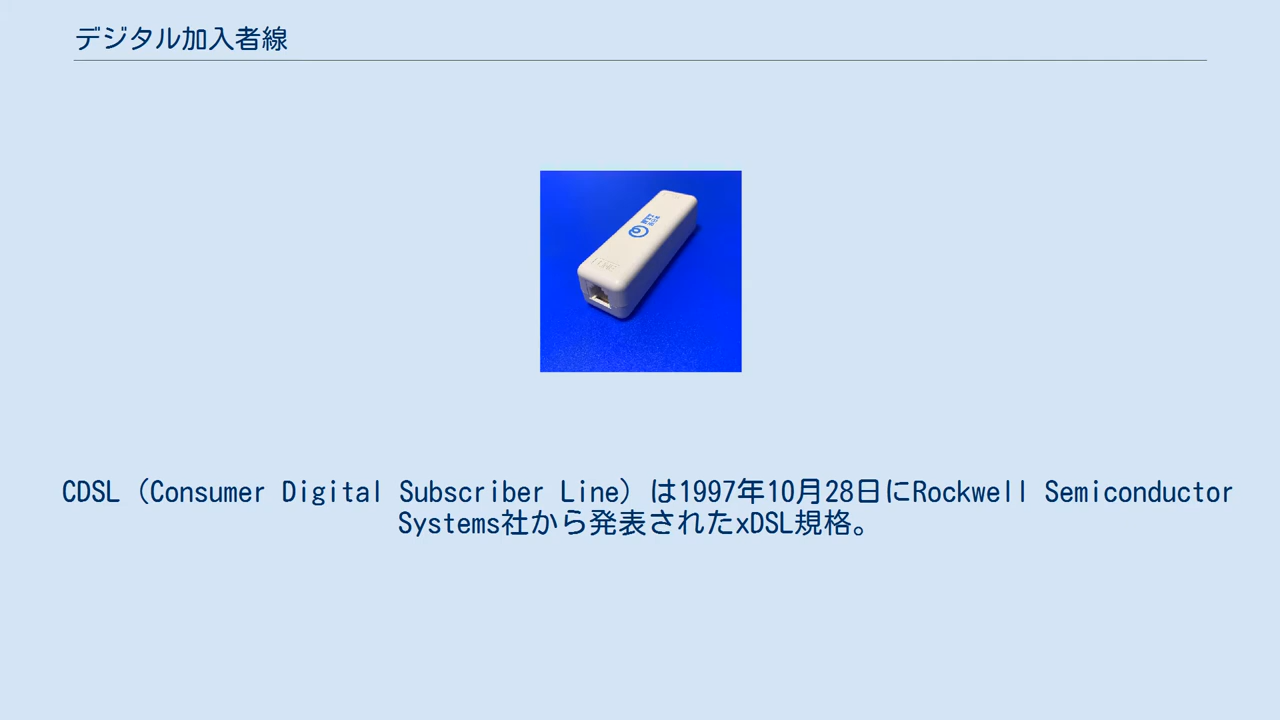 デジタル加入者線
NTT
CDSL（Consumer Digital Subscriber Line）は1997年10月28日にRockwell Semiconductor
Systems社から発表されたxDSL規格。